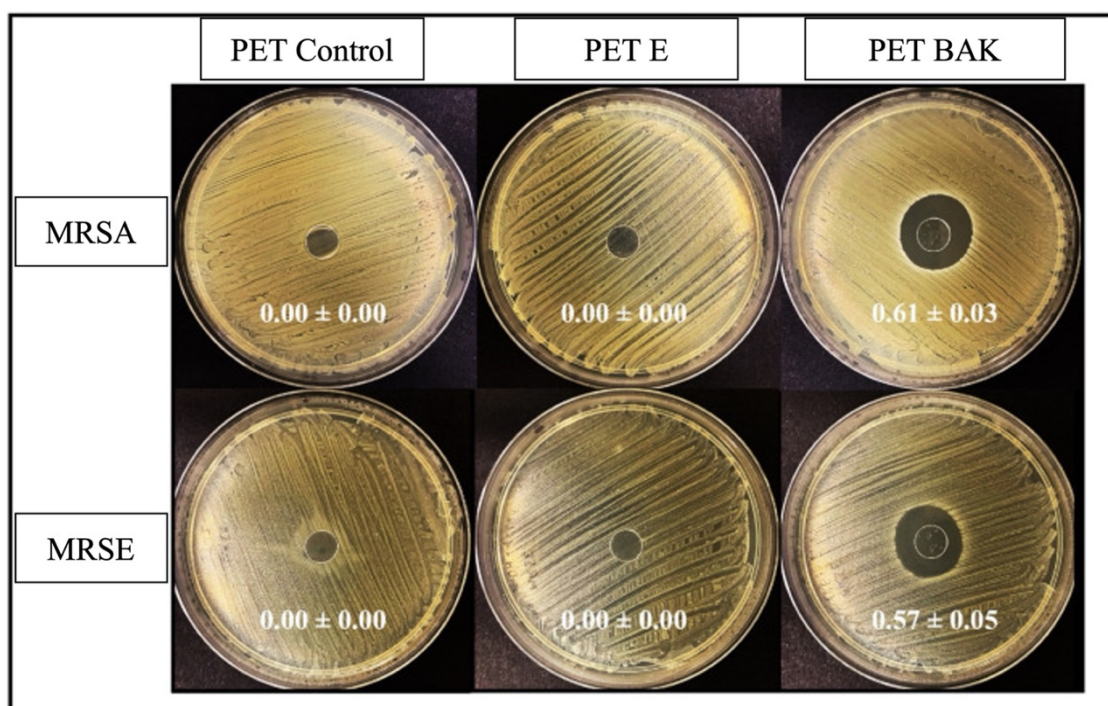 PET Control
PET E
PET BAK
MRSA
0.00 ± 0.00
0.00 ± 0.00
0.61 ± 0.03
MRSE
0.00 ± 0.00
0.00 ± 0.00
0.57 ± 0.05